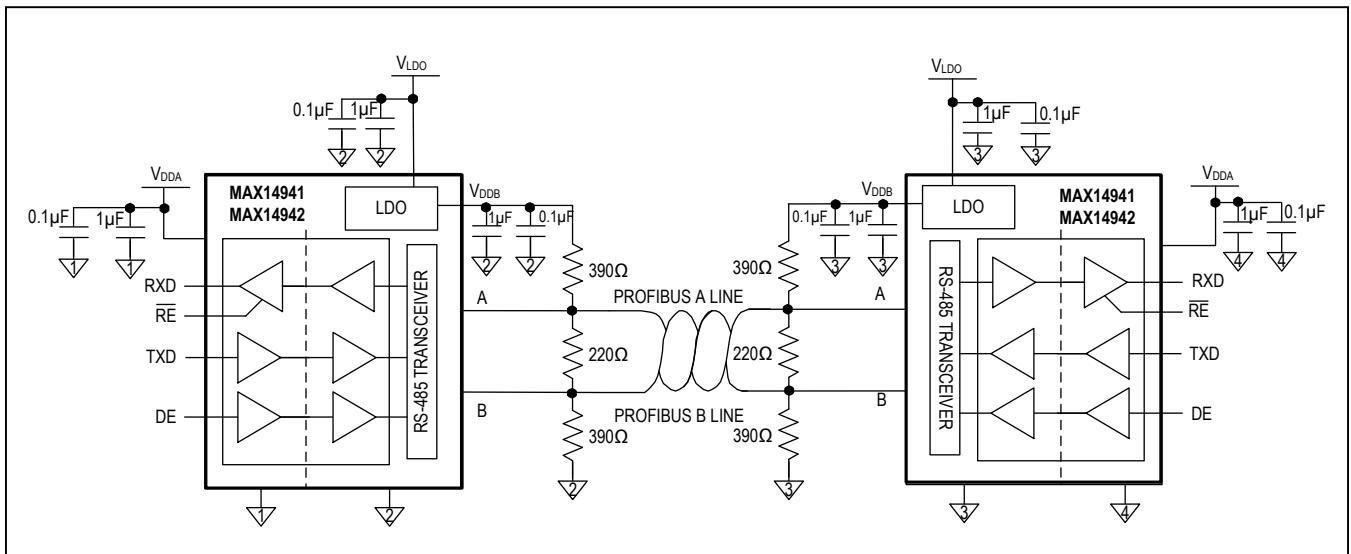 VLDO
0.1µF
1µF
2
2
VDDA
0.1µF
1µF
1
1
MAX14941
MAX14942
LDO
VDDB
1µF
0.1µF
2
2
RXD
RE
TXD
DE
RS-485 TRANSCEIVER
A
B
1
2
390Ω
220Ω
390Ω
2
PROFIBUS A LINE
PROFIBUS B LINE
VLDO
1µF
0.1µF
3
3
VDDB
0.1µF
1µF
3
3
390Ω
220Ω
390Ω
3
A
B
LDO
MAX14941
MAX14942
RS-485 TRANSCEIVER
VDDA
1µF
0.1µF
4
4
RXD
RE
TXD
DE
3
4